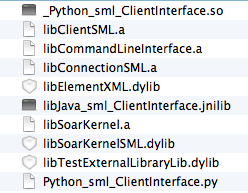 _Python_sml_ClientInterface.so
libClientSML.a
libCommandLineInterface.a
libConnectionSML.a
libElementXML.dylib
libJava_sml_ClientInterface.jnilib
libSoarKernel.a
libSoarKernelSML.dylib
libTestExternalLibraryLib.dylib
Python_sml_ClientInterface.py